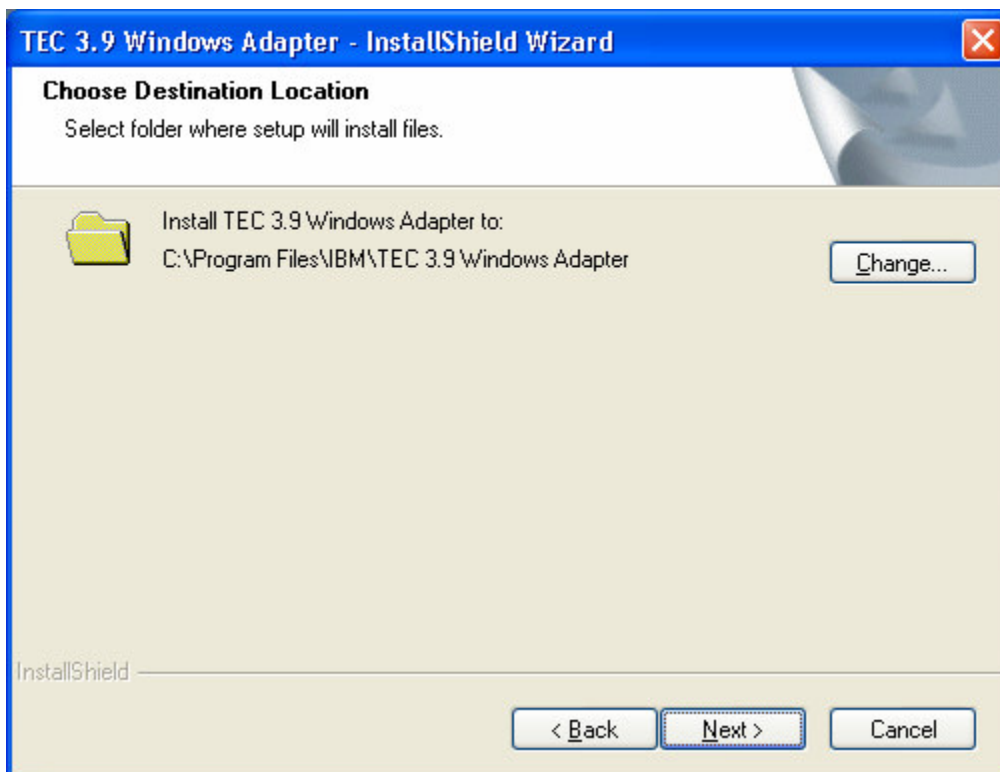 TEC 3.9 Windows Adapter - InstallShield Wizard
Choose Destination Location
Select folder where setup will install files.
Install TEC 3.9 Windows Adapter to:
C:\Program Files\IBM\TEC 3.9 Windows Adapter
Change...
InstallShield
< Back
Next >
Cancel